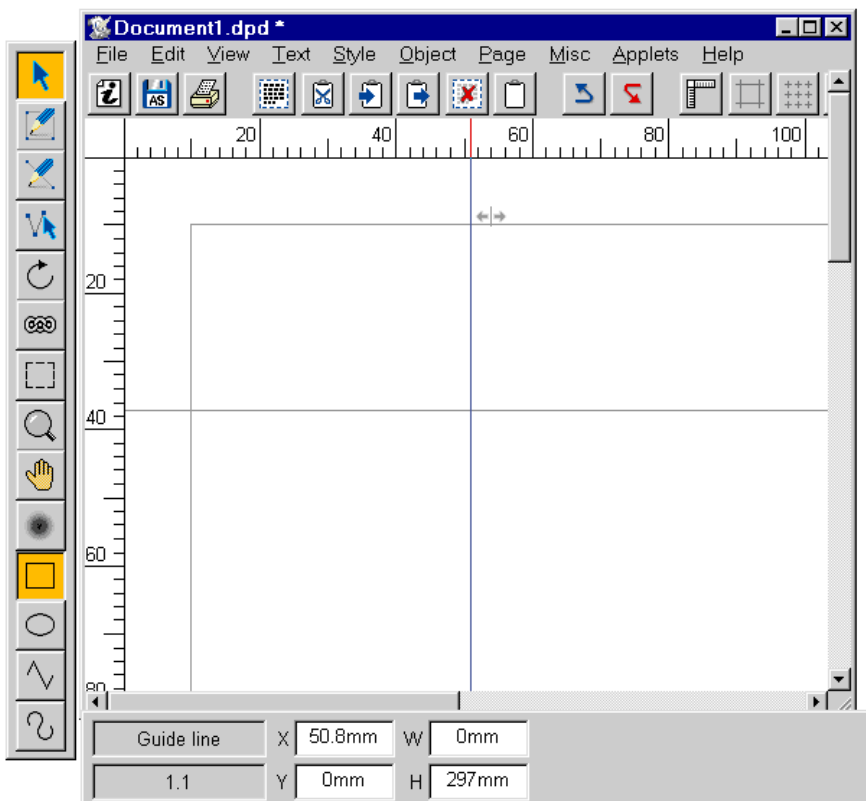 Document1.dpd *
File Edit View Text Style Object Page Misc Applets Help
AS
20 40 60 80 100
20
40
60
80
Guide line X 50.8mm W 0mm
1.1 Y 0mm H 297mm